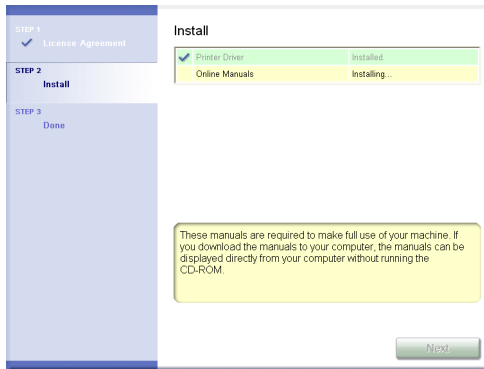 STEP 1
License Agreement
STEP 2
Install
STEP 3
Done
Install
Printer Driver Installed
Online Manuals Installing...
These manuals are required to make full use of your machine. If
you download the manuals to your computer, the manuals can be
displayed directly from your computer without running the
CD-ROM.
Next